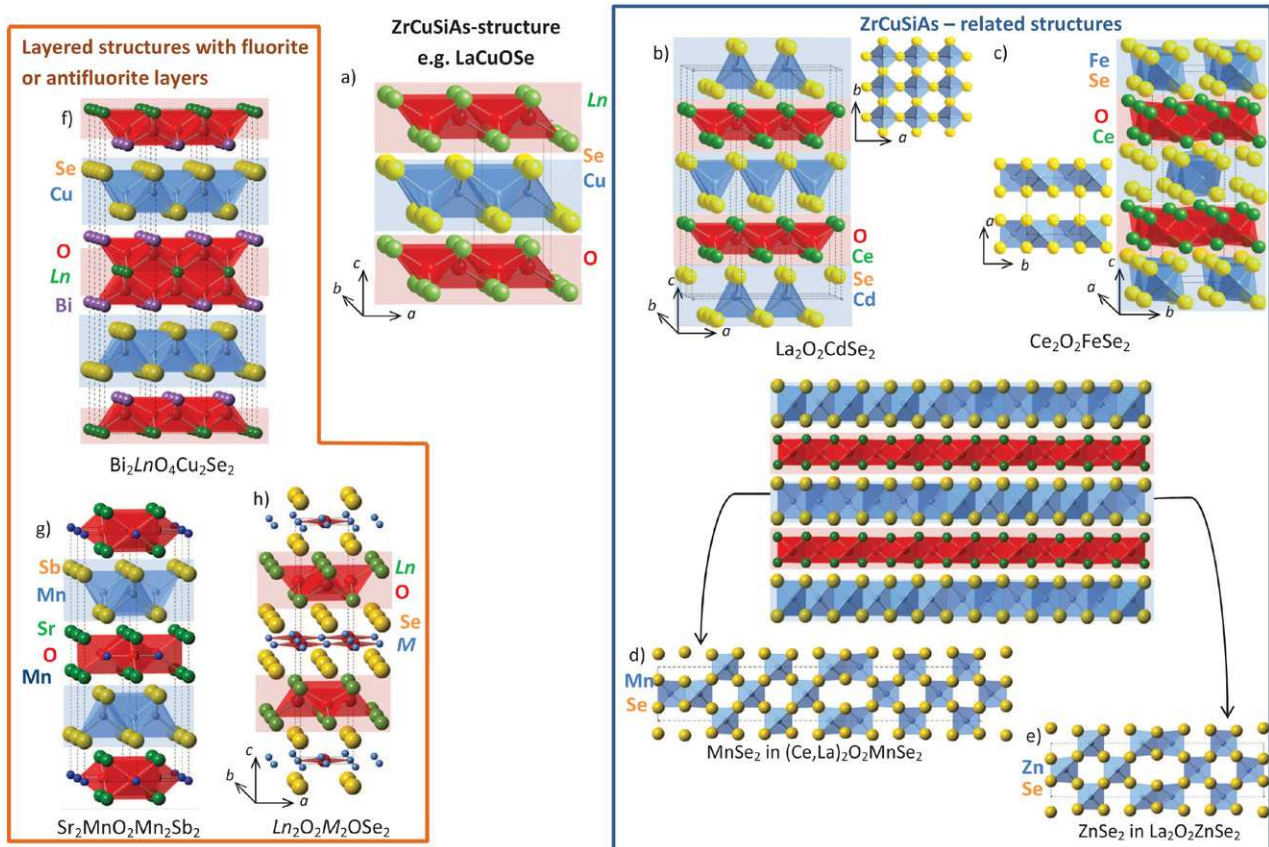 Layered structures with fluorite
or antifluorite layers
f)
Se
Cu
O
Ln
Bi
Bi₂LnO₄Cu₂Se₂
g)
Sb
Mn
Sr
O
Mn
Sr₂MnO₂Mn₂Sb₂
h)
Ln
O
Se
M
c
b
a
Ln₂O₂M₂OSe₂
ZrCuSiAs-structure
e.g. LaCuOSe
a)
Ln
Se
Cu
O
c
b
a
ZrCuSiAs – related structures
b)
b
a
O
Ce
Se
Cd
c
b
a
La₂O₂CdSe₂
c)
Fe
Se
O
Ce
a
b
c
a
b
Ce₂O₂FeSe₂
d)
Mn
Se
MnSe₂ in (Ce,La)₂O₂MnSe₂
e)
Zn
Se
ZnSe₂ in La₂O₂ZnSe₂